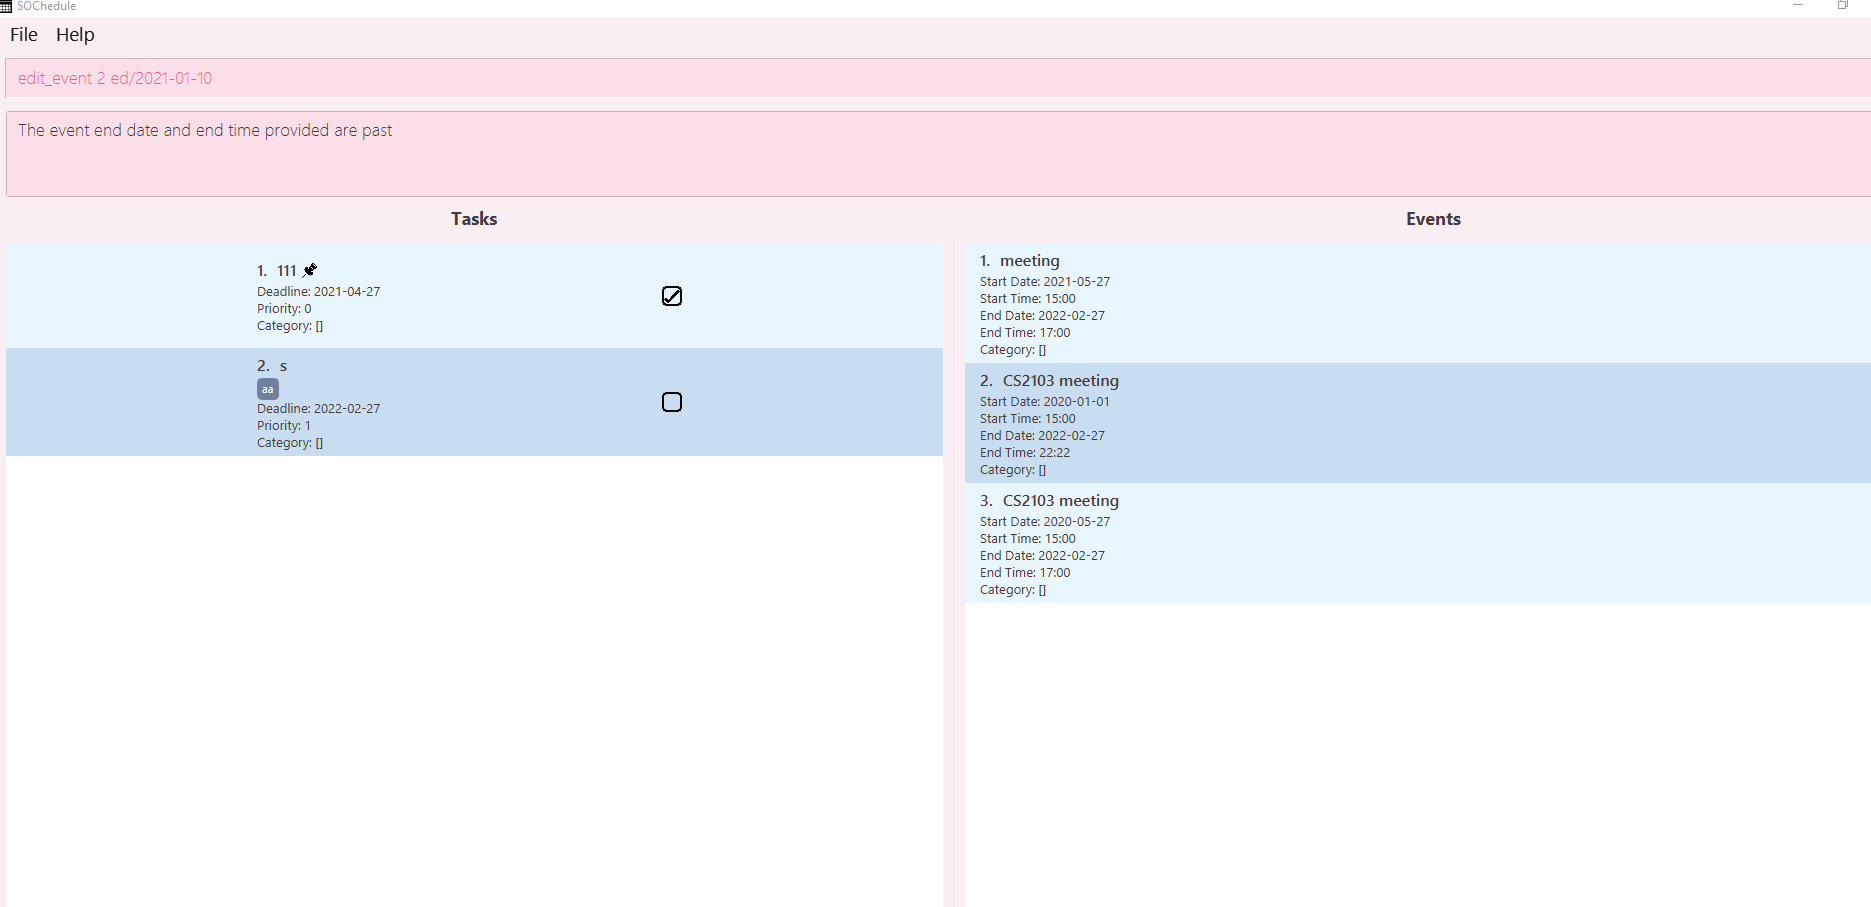 SOChedule
File Help
edit_event 2 ed/2021-01-10
The event end date and end time provided are past
Tasks
1. 111
Deadline: 2021-04-27
Priority: 0
Category: []
2. s
aa
Deadline: 2022-02-27
Priority: 1
Category: []
Events
1. meeting
Start Date: 2021-05-27
Start Time: 15:00
End Date: 2022-02-27
End Time: 17:00
Category: []
2. CS2103 meeting
Start Date: 2020-01-01
Start Time: 15:00
End Date: 2022-02-27
End Time: 22:22
Category: []
3. CS2103 meeting
Start Date: 2020-05-27
Start Time: 15:00
End Date: 2022-02-27
End Time: 17:00
Category: []